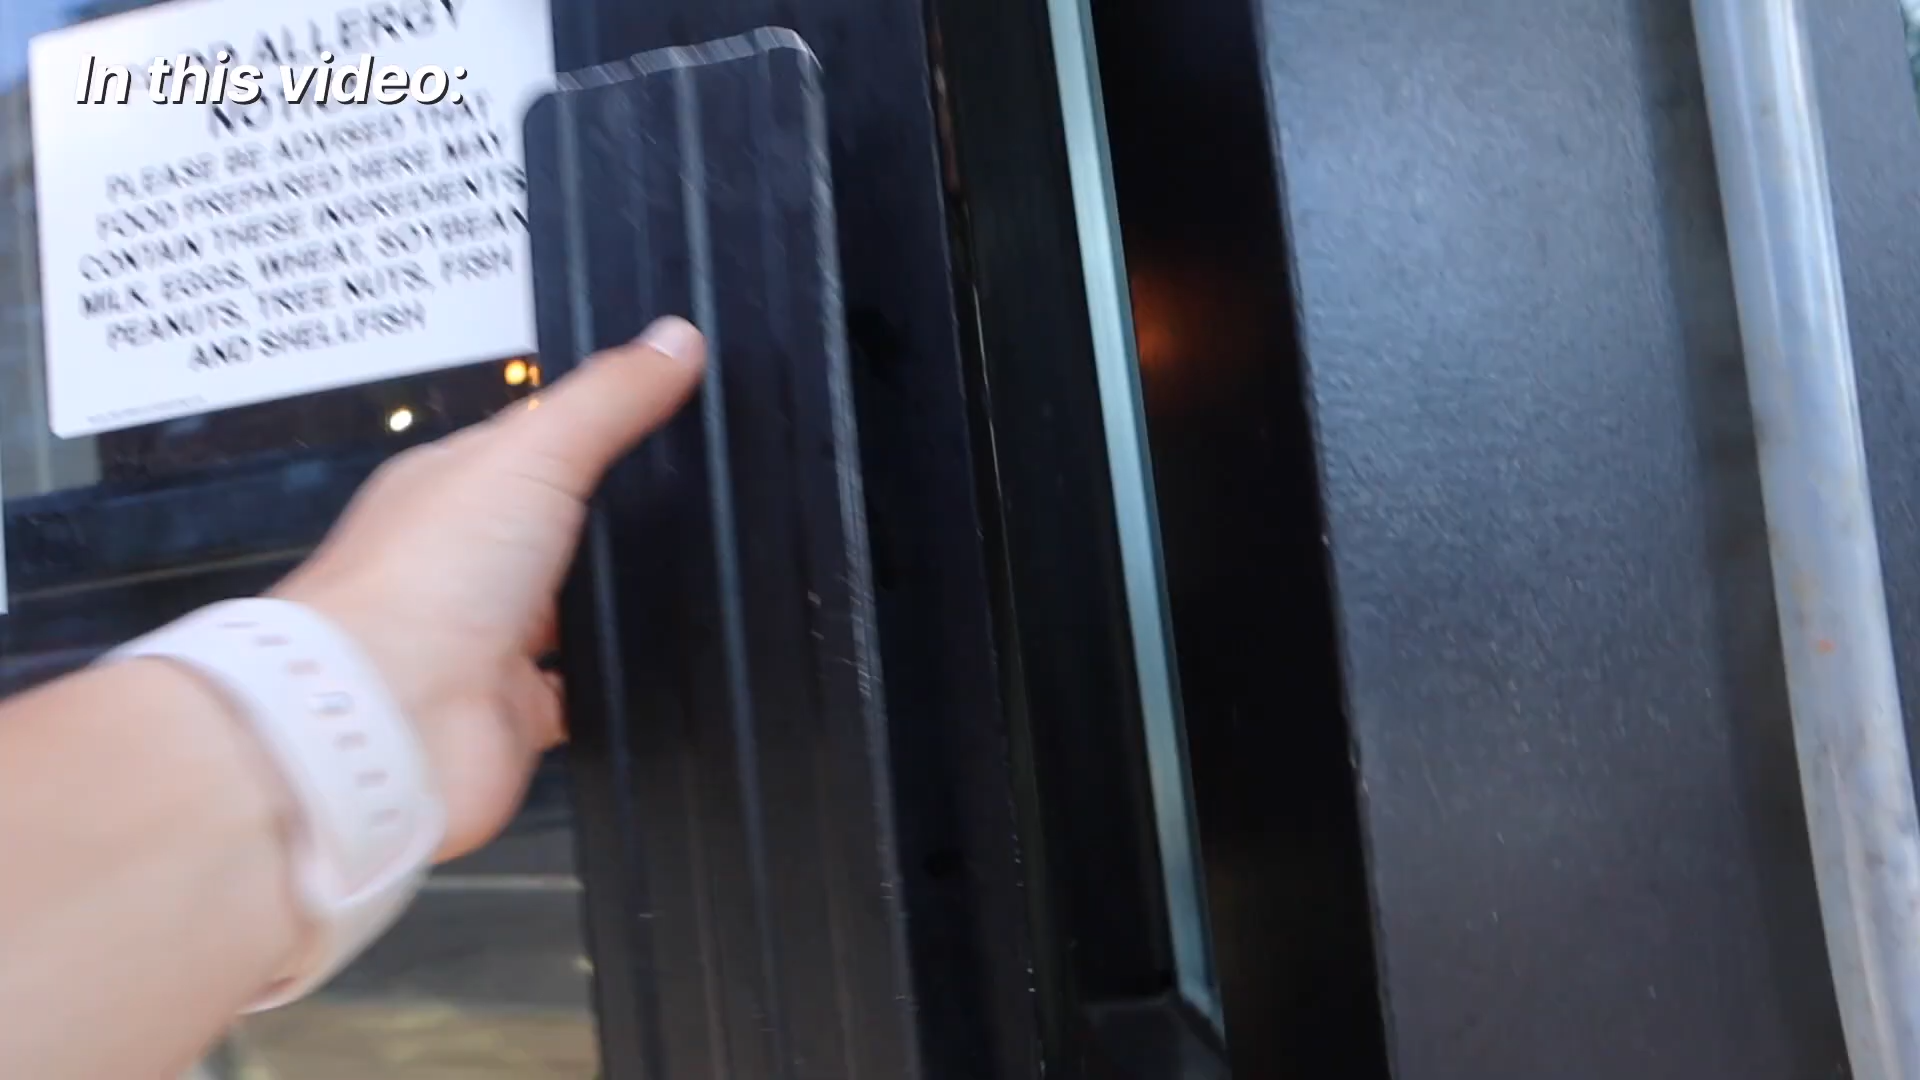 In this video:
ALLERGY
PLEASE BE ADVISED THAT
FOOD PREPARED HERE MAY
CONTAIN THESE INGREDIENTS:
MILK, EGGS, WHEAT, SOYBEAN
PEANUTS, TREE NUTS, FISH
AND SHELLFISH